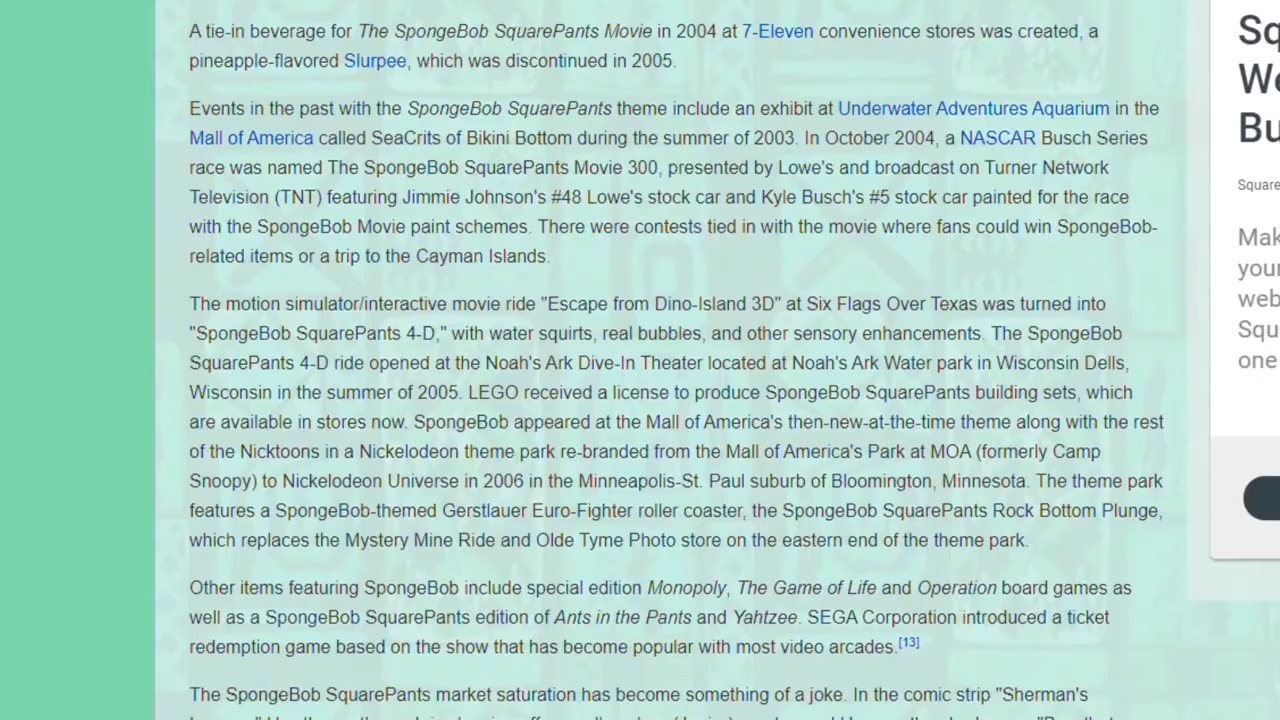 A tie-in beverage for The SpongeBob SquarePants Movie in 2004 at 7-Eleven convenience stores was created, a
pineapple-flavored Slurpee, which was discontinued in 2005.
Events in the past with the SpongeBob SquarePants theme include an exhibit at Underwater Adventures Aquarium in the
Mall of America called SeaCrits of Bikini Bottom during the summer of 2003. In October 2004, a NASCAR Busch Series
race was named The SpongeBob SquarePants Movie 300, presented by Lowe's and broadcast on Turner Network
Television (TNT) featuring Jimmie Johnson's #48 Lowe's stock car and Kyle Busch's #5 stock car painted for the race
with the SpongeBob Movie paint schemes. There were contests tied in with the movie where fans could win SpongeBob-
related items or a trip to the Cayman Islands.
The motion simulator/interactive movie ride "Escape from Dino-Island 3D" at Six Flags Over Texas was turned into
"SpongeBob SquarePants 4-D," with water squirts, real bubbles, and other sensory enhancements. The SpongeBob
SquarePants 4-D ride opened at the Noah's Ark Dive-In Theater located at Noah's Ark Water park in Wisconsin Dells,
Wisconsin in the summer of 2005. LEGO received a license to produce SpongeBob SquarePants building sets, which
are available in stores now. SpongeBob appeared at the Mall of America's then-new-at-the-time theme along with the rest
of the Nicktoons in a Nickelodeon theme park re-branded from the Mall of America's Park at MOA (formerly Camp
Snoopy) to Nickelodeon Universe in 2006 in the Minneapolis-St. Paul suburb of Bloomington, Minnesota. The theme park
features a SpongeBob-themed Gerstlauer Euro-Fighter roller coaster, the SpongeBob SquarePants Rock Bottom Plunge,
which replaces the Mystery Mine Ride and Olde Tyme Photo store on the eastern end of the theme park.
Other items featuring SpongeBob include special edition Monopoly, The Game of Life and Operation board games as
well as a SpongeBob SquarePants edition of Ants in the Pants and Yahtzee. SEGA Corporation introduced a ticket
redemption game based on the show that has become popular with most video arcades.[13]
The SpongeBob SquarePants market saturation has become something of a joke. In the comic strip "Sherman's
Sq
We
Bu
Square
Mak
your
web
Squ
one